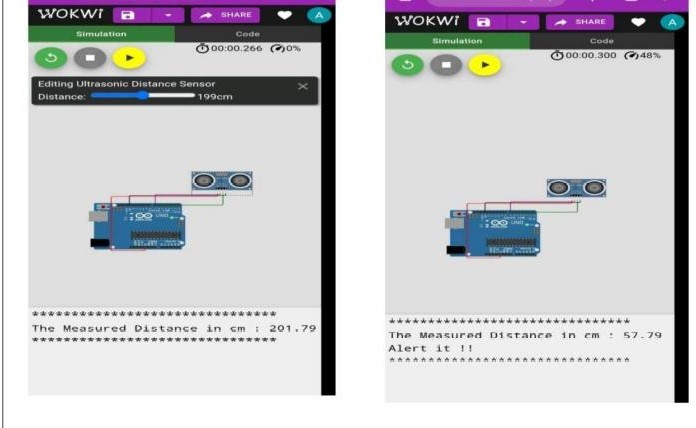 WOKWI
SHARE
A
Simulation
Code
00:00.266
0%
Editing Ultrasonic Distance Sensor
Distance:
199cm
UNO
*******************************
The Measured Distance in cm : 201.79
*******************************
WOKWI
SHARE
A
Simulation
Code
00:00.300
48%
UNO
*******************************
The Measured Distance in cm : 57.79
Alert it !!
*******************************